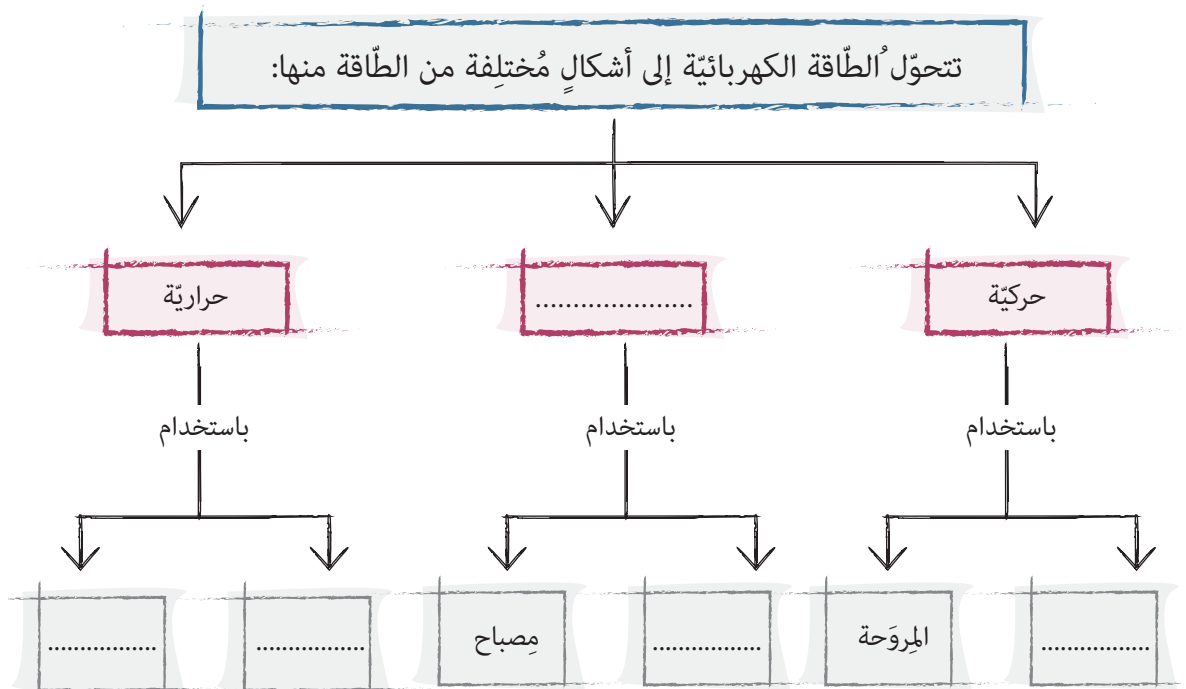 تتحوّل ُالطّاقة الكهربائيّة إلى أشكالٍ مُختلِفة من الطّاقة منها:
حركيّة
.....................
حراريّة
باستخدام
باستخدام
باستخدام
.................
المِروَحة
.................
مِصباح
.................
.................